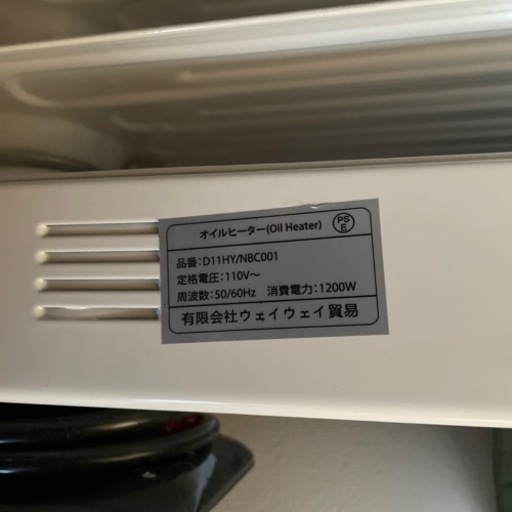 オイルヒーター(Oil Heater)
PS
E
品番:D11HY/NBC001
定格電圧:110V～
周波数:50/60Hz 消費電力:1200W
有限会社ウェイウェイ貿易